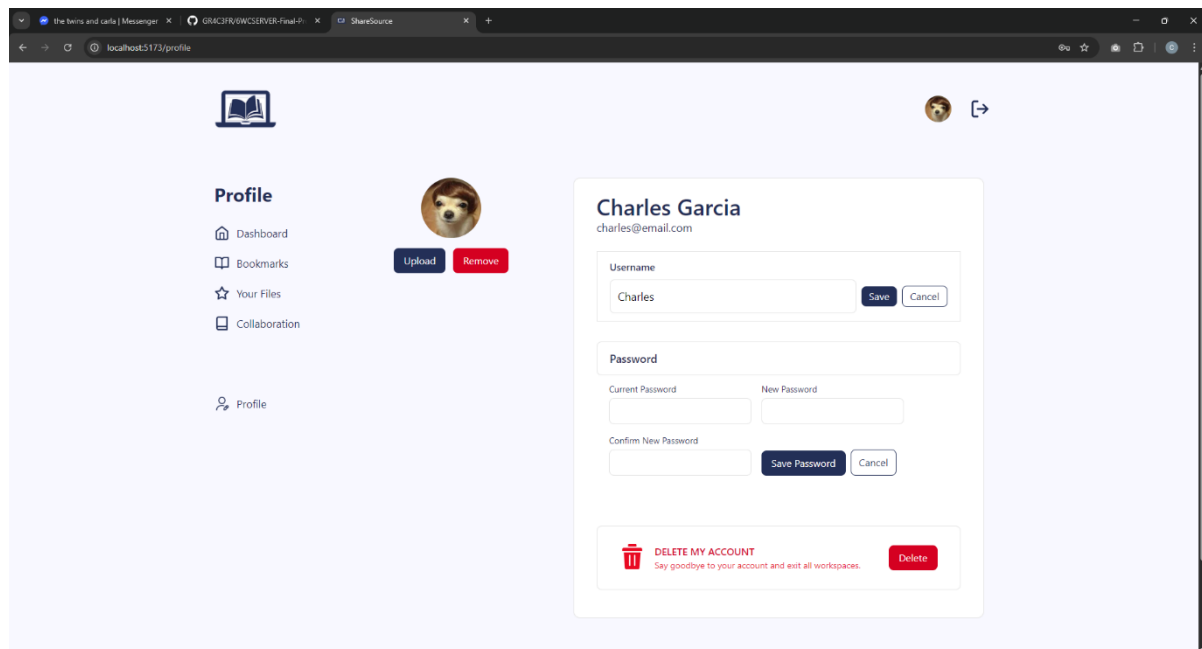 the twins and carla | Messenger
GR4C3FR/6WCSERVER-Final-Pr
ShareSource
localhost:5173/profile
C
Profile
Dashboard
Bookmarks
Your Files
Collaboration
Profile
Upload
Remove
Charles Garcia
charles@email.com
Username
Charles
Save
Cancel
Password
Current Password
New Password
Confirm New Password
Save Password
Cancel
DELETE MY ACCOUNT
Say goodbye to your account and exit all workspaces.
Delete